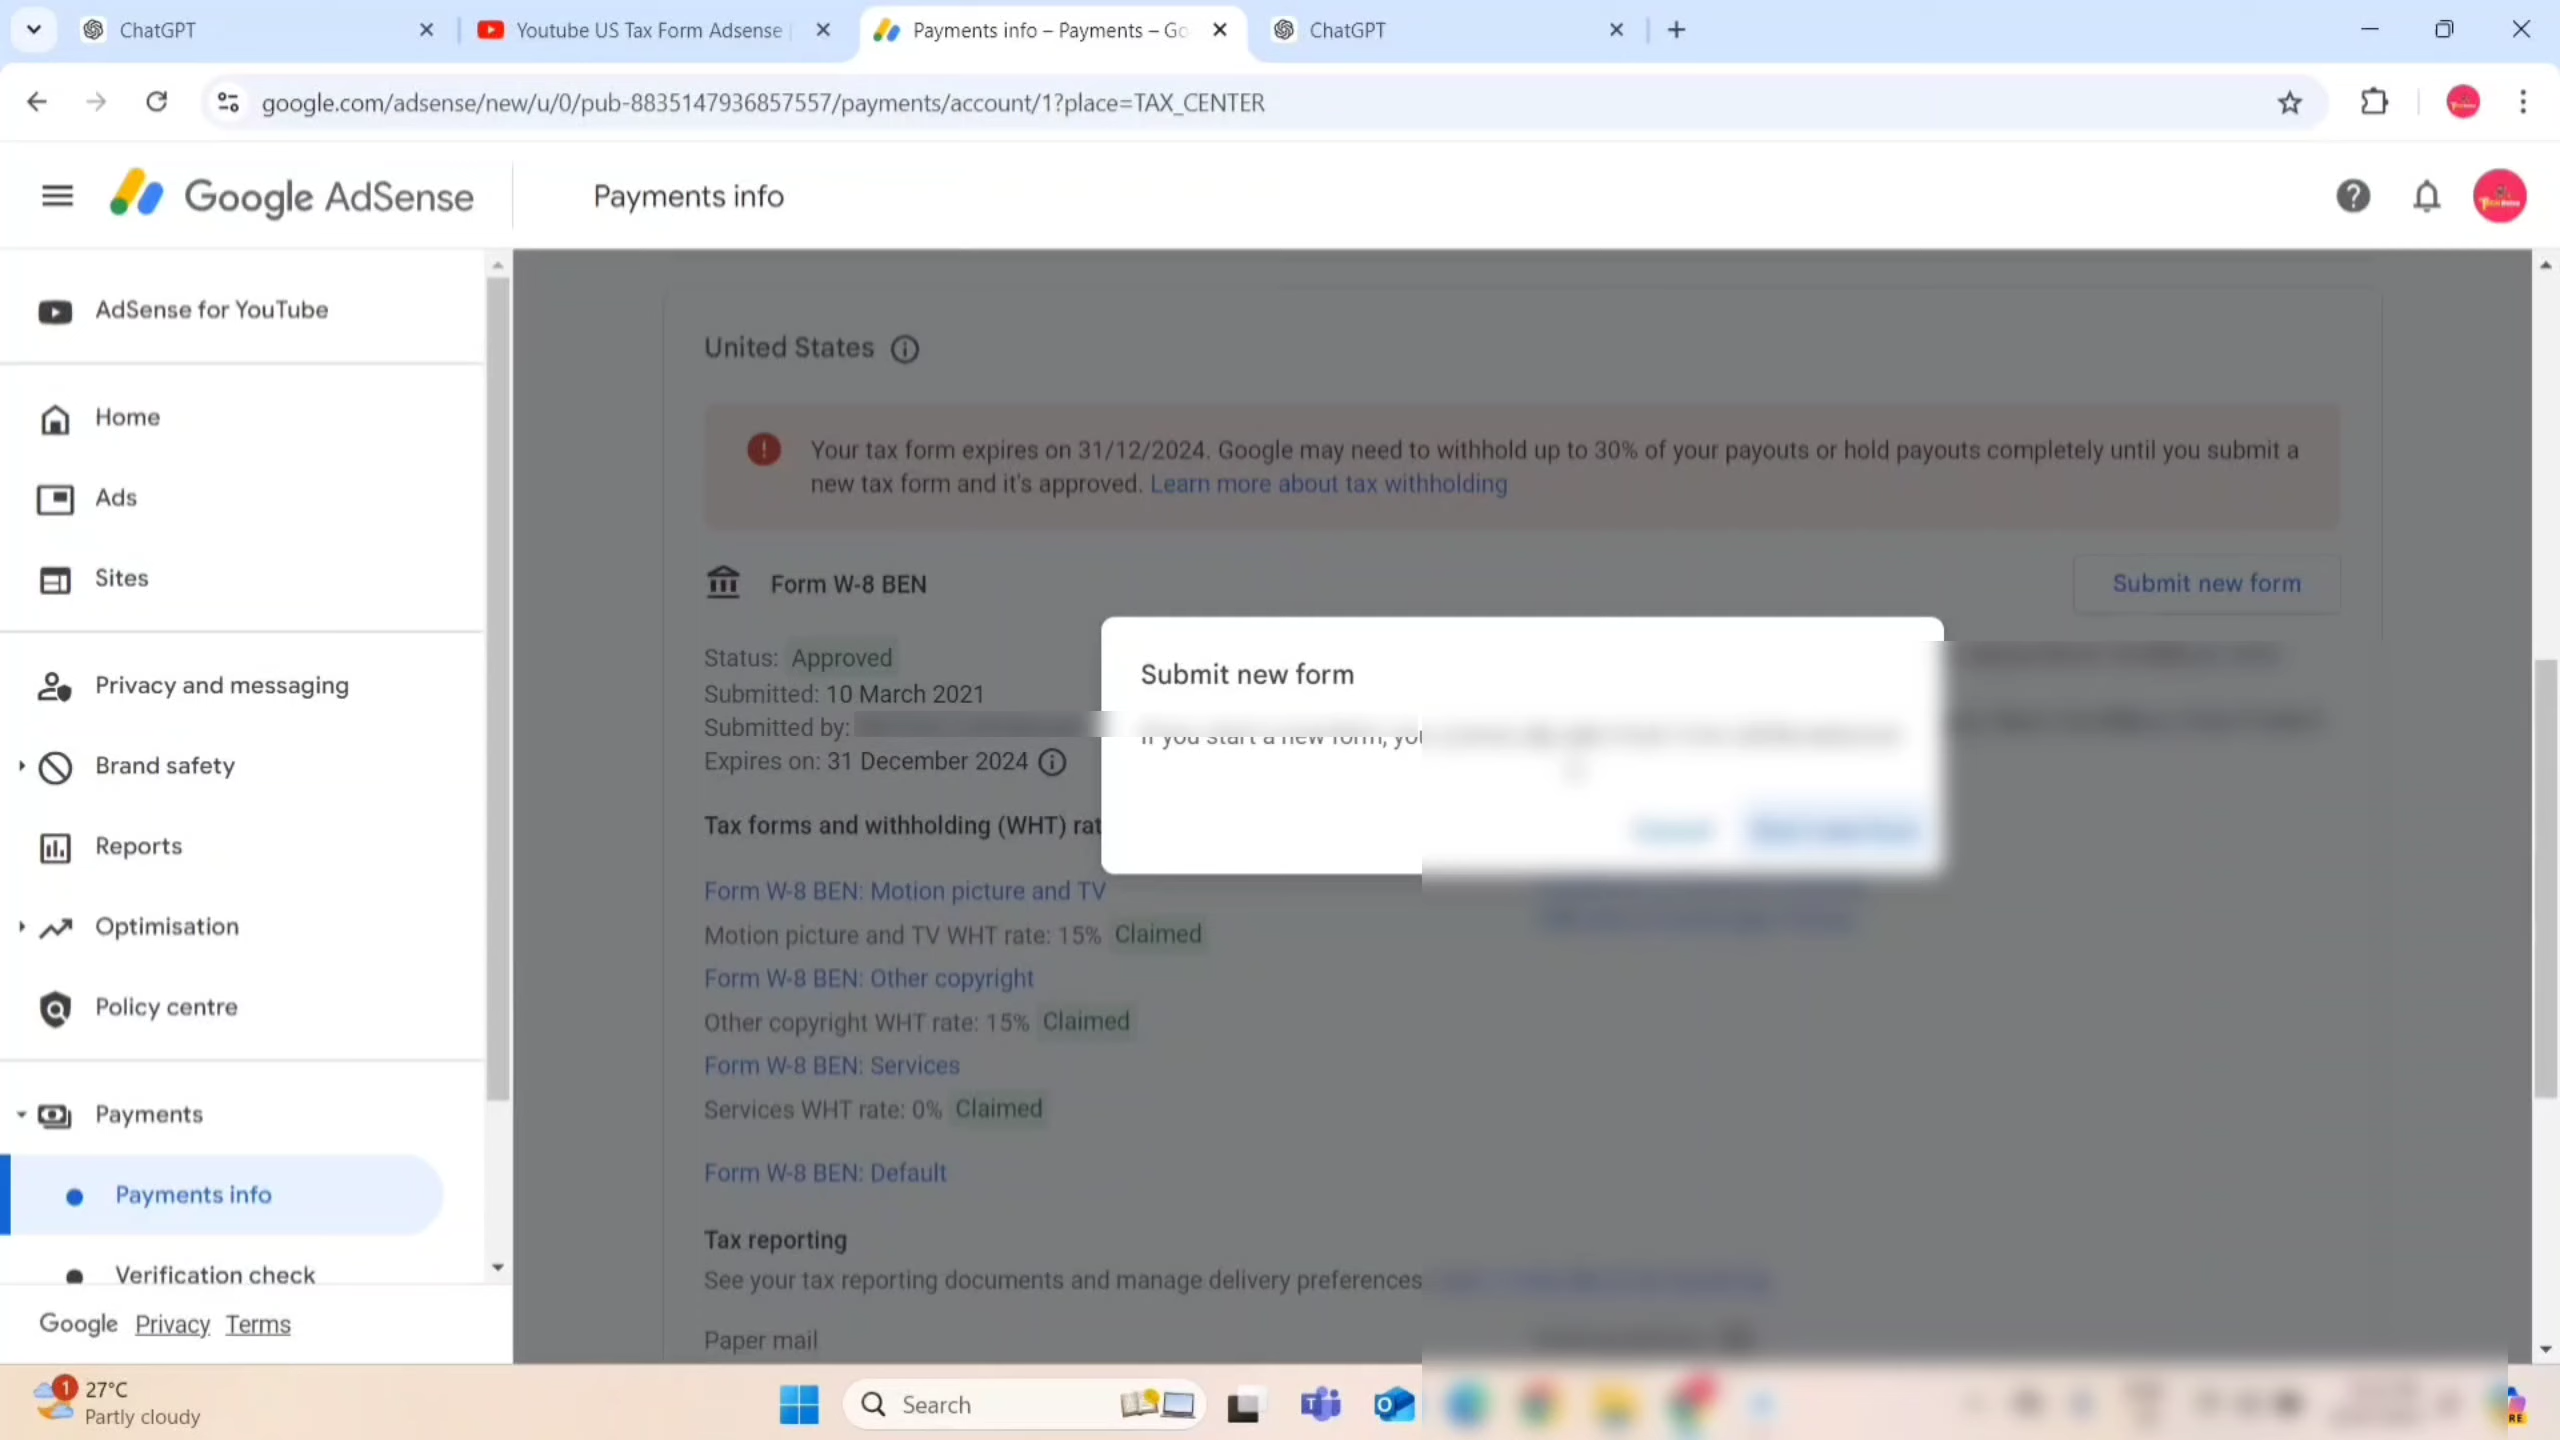 ChatGPT
Youtube US Tax Form Adsense
Payments info – Payments – Go
ChatGPT
google.com/adsense/new/u/0/pub-8835147936857557/payments/account/1?place=TAX_CENTER
Google AdSense
Payments info
AdSense for YouTube
Home
Ads
Sites
Privacy and messaging
Brand safety
Reports
Optimisation
Policy centre
Payments
Payments info
Verification check
Google Privacy Terms
United States
Your tax form expires on 31/12/2024. Google may need to withhold up to 30% of your payouts or hold payouts completely until you submit a
new tax form and it's approved. Learn more about tax withholding
Form W-8 BEN
Submit new form
Status: Approved
Submitted: 10 March 2021
Submitted by:
Expires on: 31 December 2024
Tax forms and withholding (WHT) rat
Form W-8 BEN: Motion picture and TV
Motion picture and TV WHT rate: 15% Claimed
Form W-8 BEN: Other copyright
Other copyright WHT rate: 15% Claimed
Form W-8 BEN: Services
Services WHT rate: 0% Claimed
Form W-8 BEN: Default
Tax reporting
See your tax reporting documents and manage delivery preferences
Paper mail
Submit new form
If you start a new form, you
1
27°C
Partly cloudy
Search